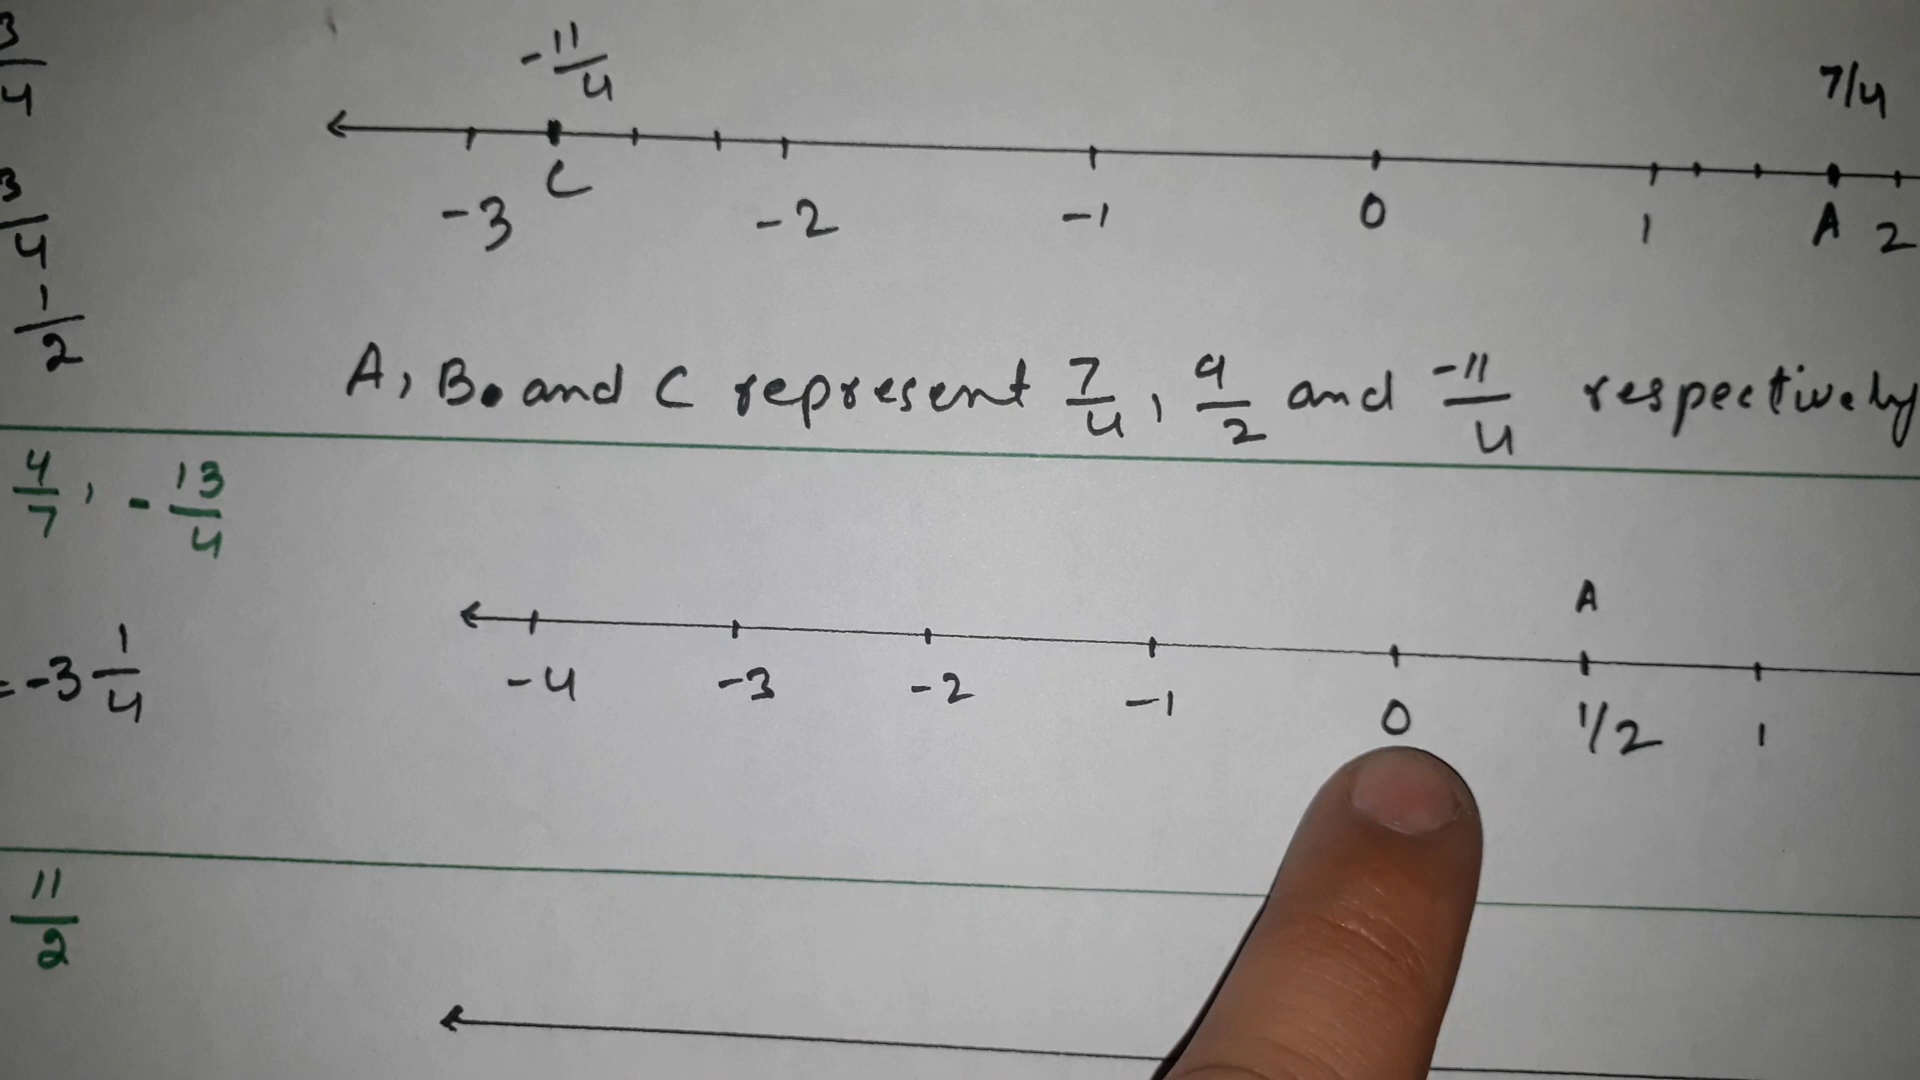 3/4
-11/4
7/4
C
-3 -2 -1 0 1 A 2
3/4
1/2
A, B and C represent 7/4, 9/2 and -11/4 respectively
4/7, -13/4
A
= -3 1/4
-4 -3 -2 -1 0 1/2 1
11/2